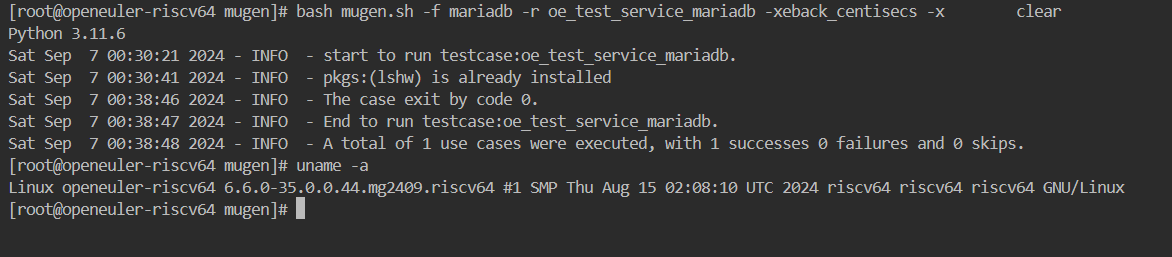 [root@openeuler-riscv64 mugen]# bash mugen.sh -f mariadb -r oe_test_service_mariadb -xeback_centisecs -x       clear
Python 3.11.6
Sat Sep  7 00:30:21 2024 - INFO  - start to run testcase:oe_test_service_mariadb.
Sat Sep  7 00:30:41 2024 - INFO  - pkgs:(lshw) is already installed
Sat Sep  7 00:38:46 2024 - INFO  - The case exit by code 0.
Sat Sep  7 00:38:47 2024 - INFO  - End to run testcase:oe_test_service_mariadb.
Sat Sep  7 00:38:48 2024 - INFO  - A total of 1 use cases were executed, with 1 successes 0 failures and 0 skips.
[root@openeuler-riscv64 mugen]# uname -a
Linux openeuler-riscv64 6.6.0-35.0.0.44.mg2409.riscv64 #1 SMP Thu Aug 15 02:08:10 UTC 2024 riscv64 riscv64 riscv64 GNU/Linux
[root@openeuler-riscv64 mugen]#